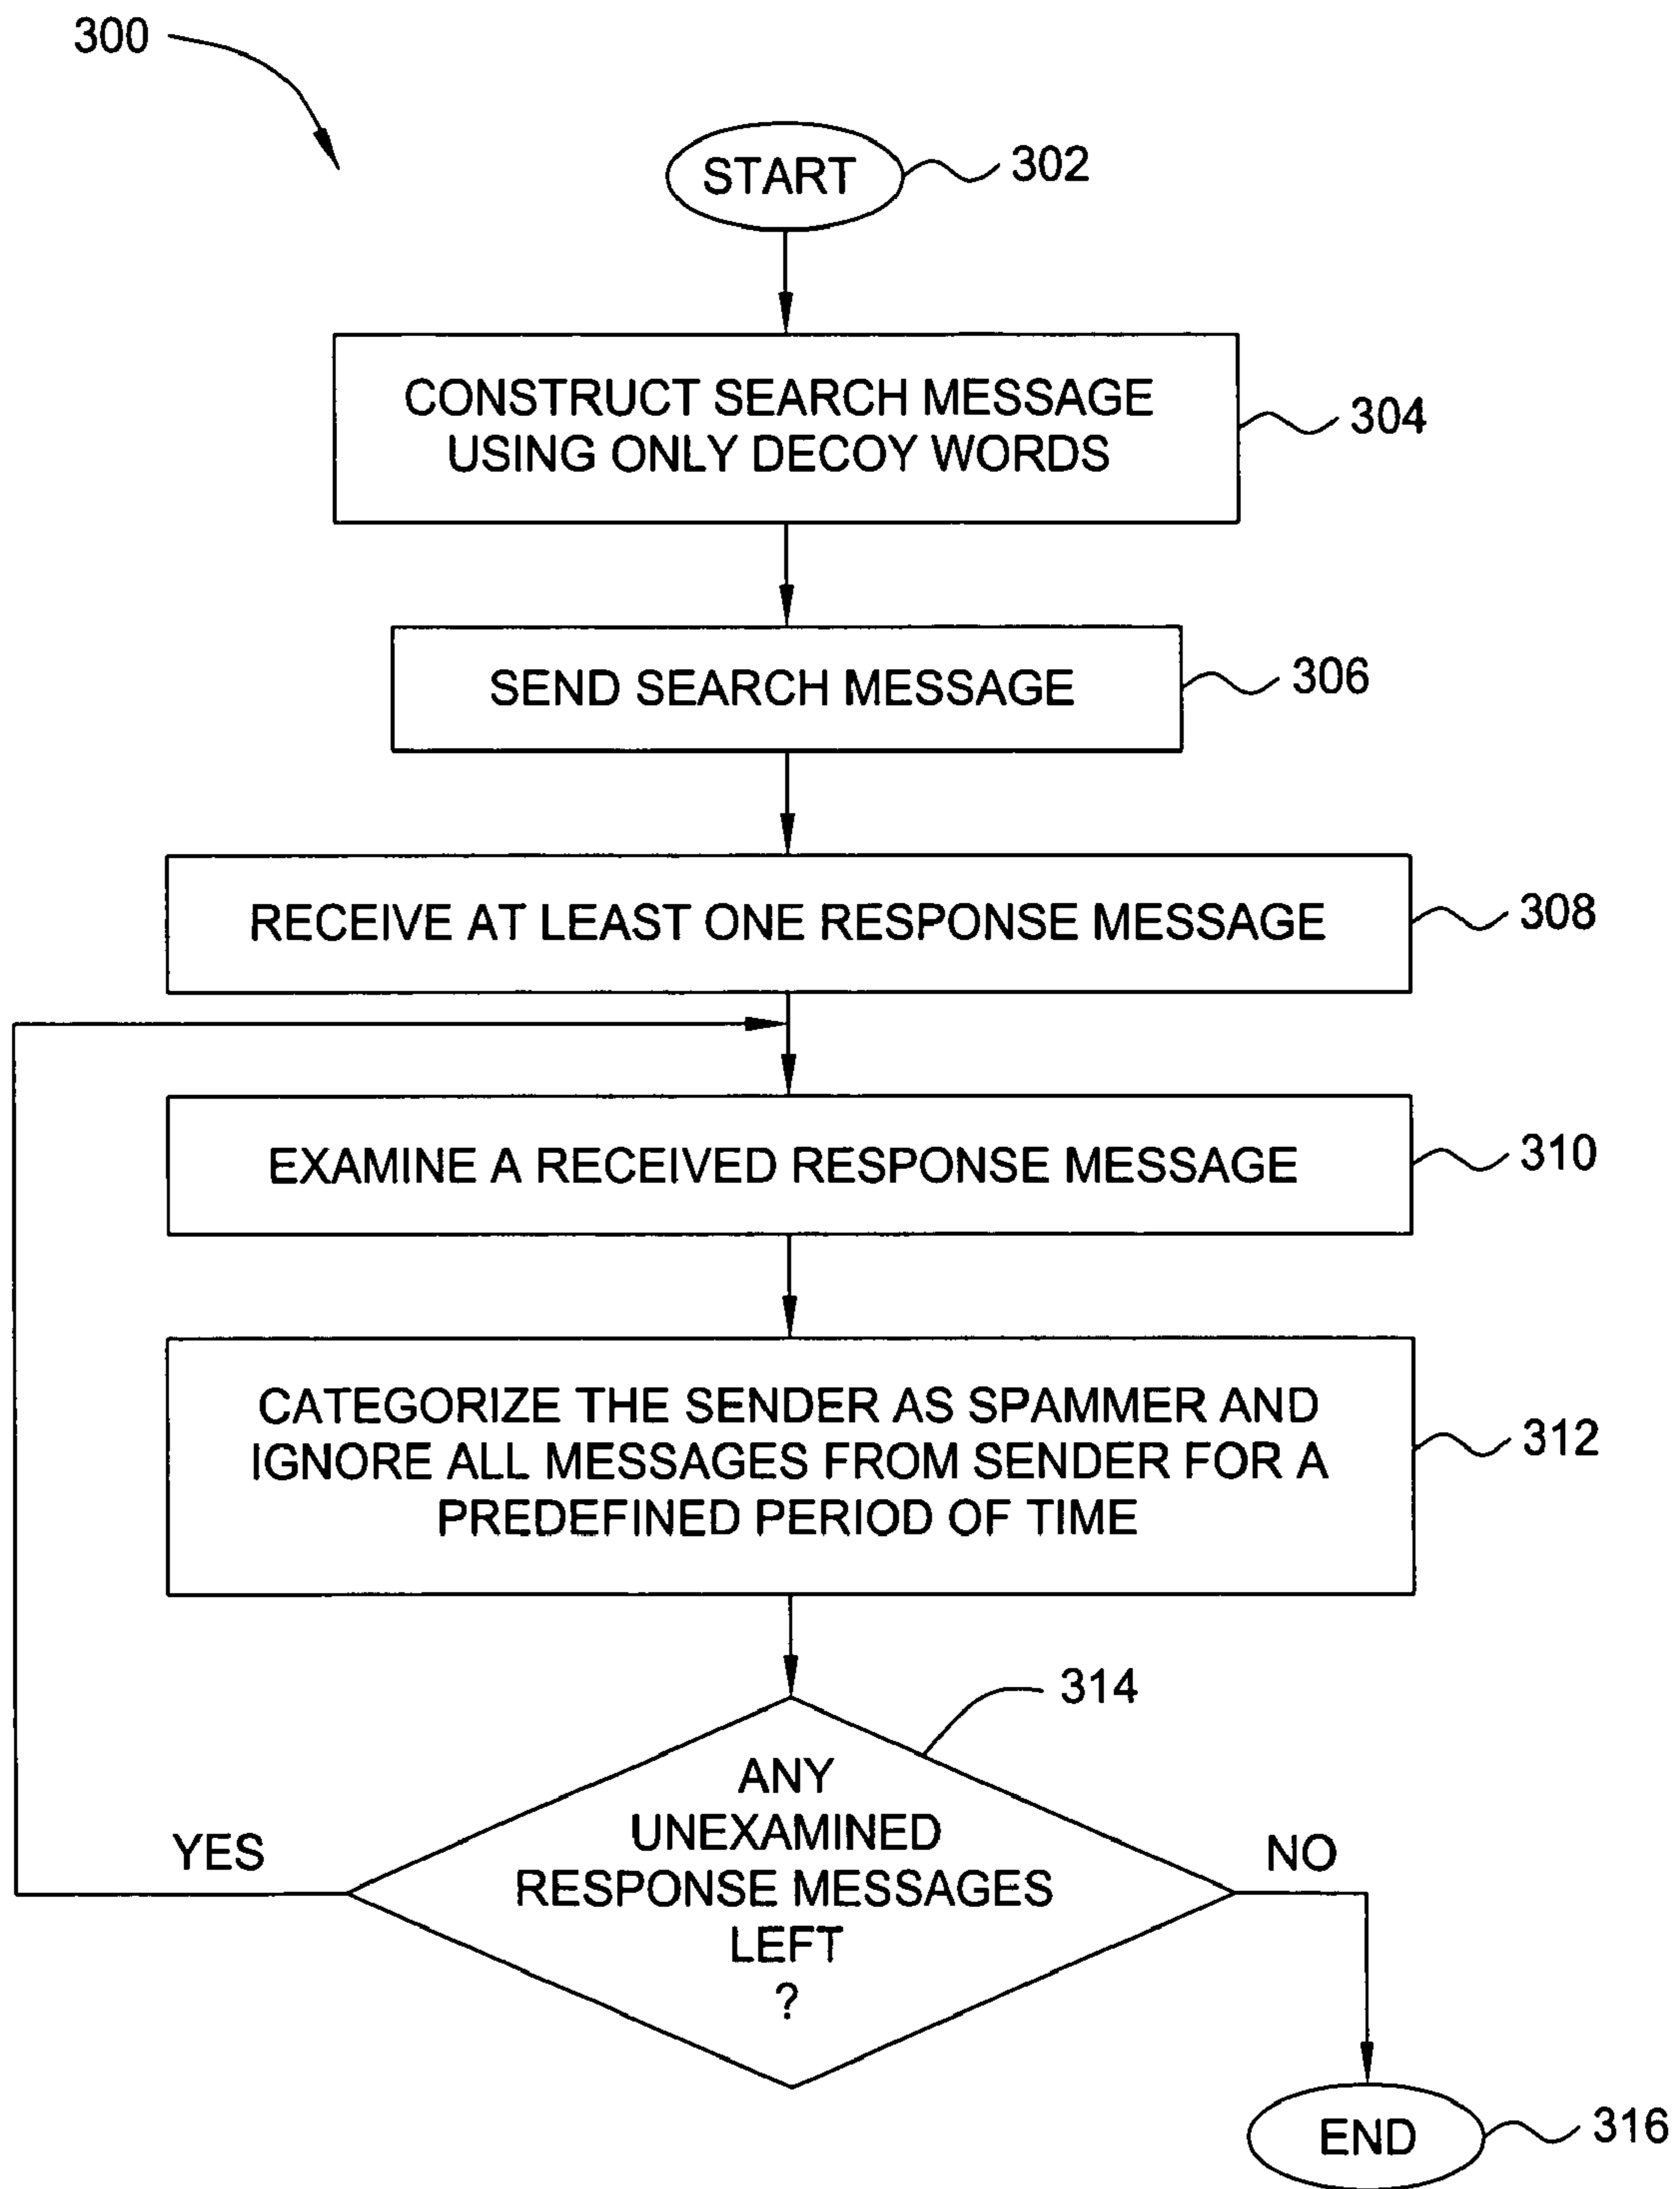 300
START
302
CONSTRUCT SEARCH MESSAGE
USING ONLY DECOY WORDS
304
SEND SEARCH MESSAGE
306
RECEIVE AT LEAST ONE RESPONSE MESSAGE
308
EXAMINE A RECEIVED RESPONSE MESSAGE
310
CATEGORIZE THE SENDER AS SPAMMER AND
IGNORE ALL MESSAGES FROM SENDER FOR A
PREDEFINED PERIOD OF TIME
312
314
ANY
UNEXAMINED
RESPONSE MESSAGES
LEFT
?
YES
NO
END
316